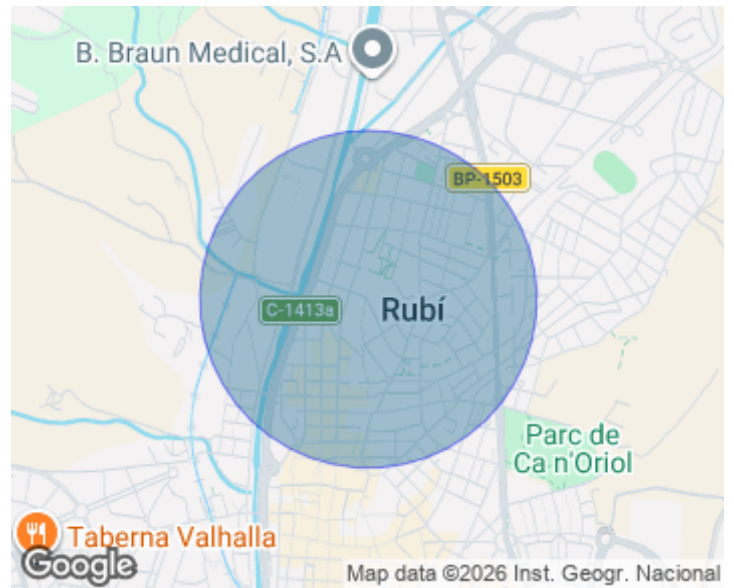 B. Braun Medical, S.A
BP-1503
C-1413a
Rubí
Parc de
Ca n'Oriol
Taberna Valhalla
Google
Map data ©2026 Inst. Geogr. Nacional